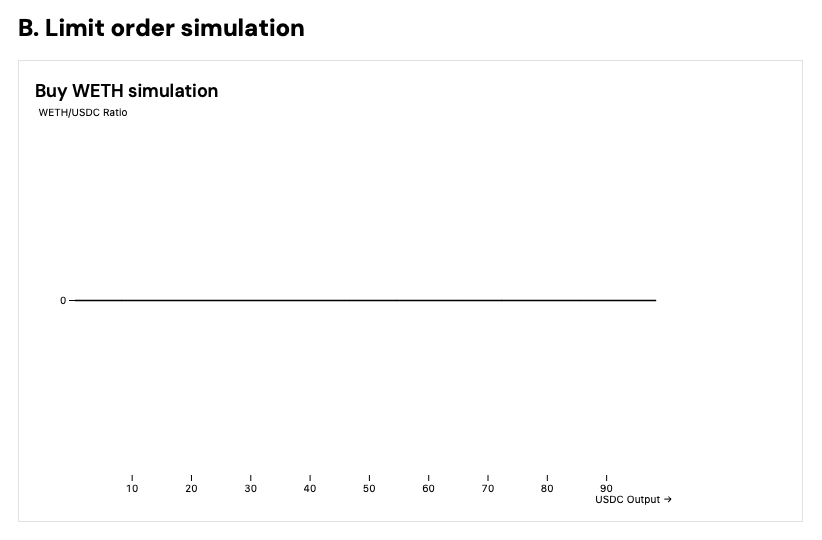 B. Limit order simulation
Buy WETH simulation
WETH/USDC Ratio
0
10 20 30 40 50 60 70 80 90
USDC Output →